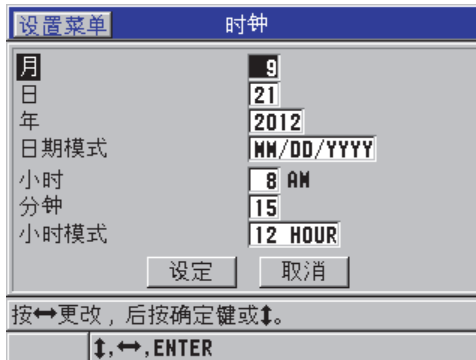 设置菜单 时钟
月 9
日 21
年 2012
日期模式 MM/DD/YYYY
小时 8 AM
分钟 15
小时模式 12 HOUR
设定 取消
按↔更改，后按确定键或↕。
↕,↔,ENTER